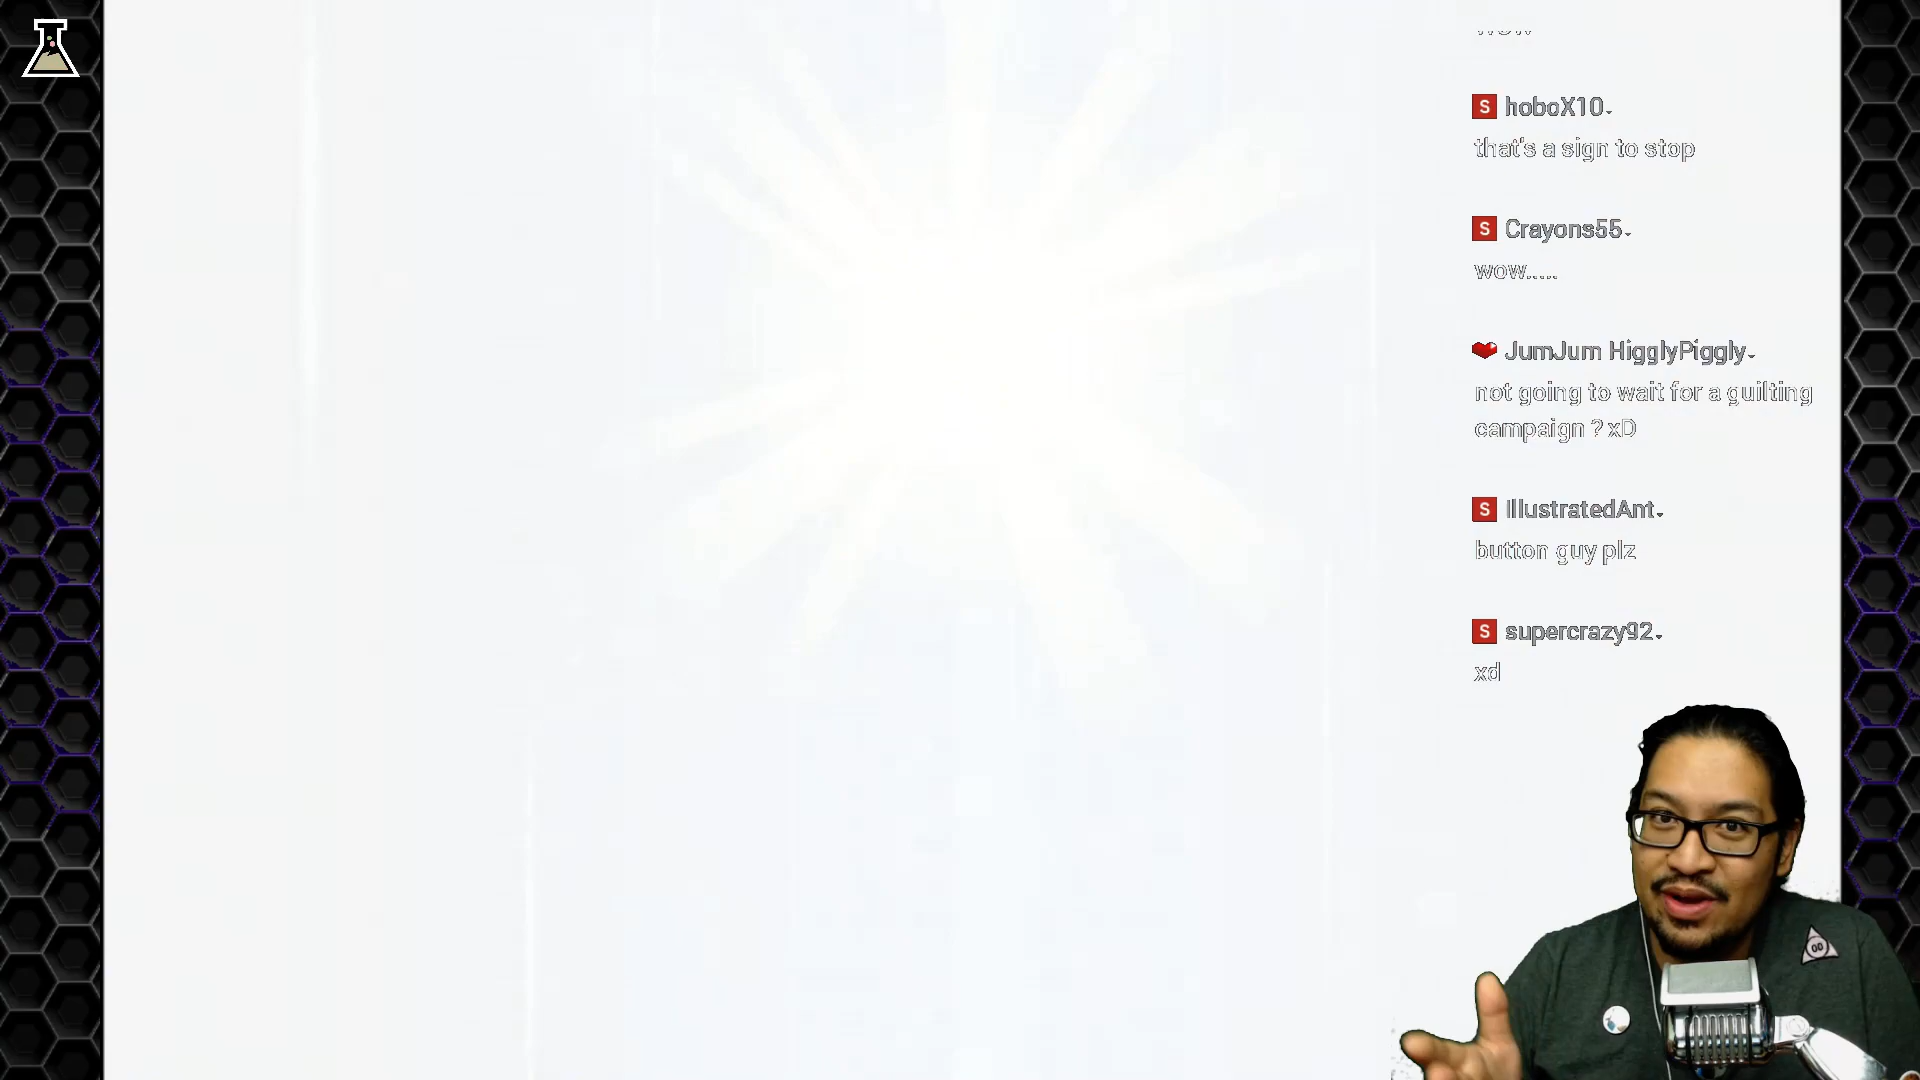 wow
S hoboX10
that's a sign to stop
S Crayons55
wow.....
JumJum HigglyPiggly
not going to wait for a guilting
campaign ? xD
S IllustratedAnt
button guy plz
S supercrazy92
xd